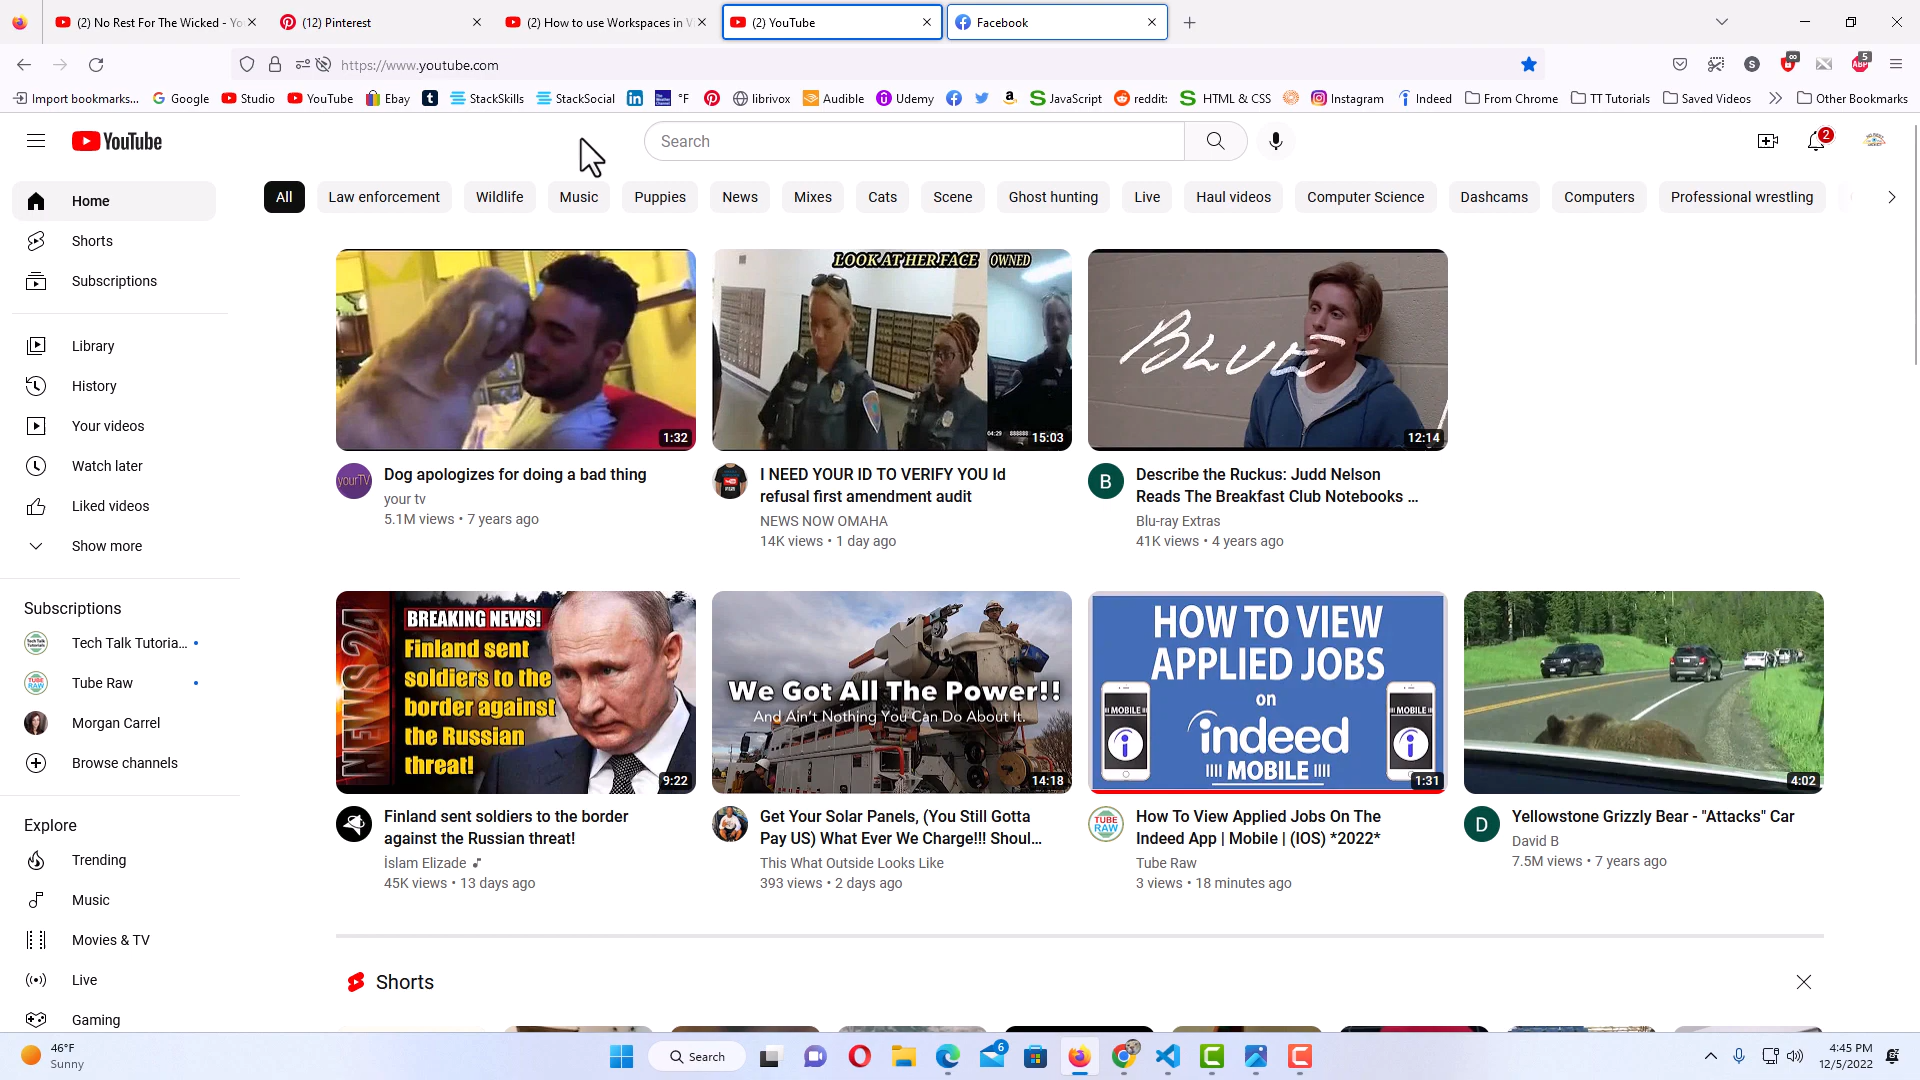 (2) No Rest For The Wicked - Yo
(12) Pinterest
(2) How to use Workspaces in V
(2) YouTube
Facebook
https://www.youtube.com
Import bookmarks...
Google
Studio
YouTube
Ebay
StackSkills
StackSocial
°F
librivox
Audible
Udemy
JavaScript
reddit:
HTML & CSS
Instagram
Indeed
From Chrome
TT Tutorials
Saved Videos
Other Bookmarks
YouTube
Search
2
Home
Shorts
Subscriptions
Library
History
Your videos
Watch later
Liked videos
Show more
Subscriptions
Tech Talk Tutoria...
Tube Raw
Morgan Carrel
Browse channels
Explore
Trending
Music
Movies & TV
Live
Gaming
All
Law enforcement
Wildlife
Music
Puppies
News
Mixes
Cats
Scene
Ghost hunting
Live
Haul videos
Computer Science
Dashcams
Computers
Professional wrestling
1:32
yourTV
Dog apologizes for doing a bad thing
your tv
5.1M views • 7 years ago
LOOK AT HER FACE OWNED
15:03
I NEED YOUR ID TO VERIFY YOU Id
refusal first amendment audit
NEWS NOW OMAHA
14K views • 1 day ago
BLUE
12:14
B
Describe the Ruckus: Judd Nelson
Reads The Breakfast Club Notebooks ...
Blu-ray Extras
41K views • 4 years ago
NEWS 24
BREAKING NEWS!
Finland sent
soldiers to the
border against
the Russian
threat!
9:22
Finland sent soldiers to the border
against the Russian threat!
İslam Elizade
45K views • 13 days ago
We Got All The Power!!
And Ain't Nothing You Can Do About It.
14:18
Get Your Solar Panels, (You Still Gotta
Pay US) What Ever We Charge!!! Shoul...
This What Outside Looks Like
393 views • 2 days ago
HOW TO VIEW
APPLIED JOBS
on
indeed
MOBILE
MOBILE
MOBILE
1:31
TUBE
RAW
How To View Applied Jobs On The
Indeed App | Mobile | (IOS) *2022*
Tube Raw
3 views • 18 minutes ago
4:02
D
Yellowstone Grizzly Bear - "Attacks" Car
David B
7.5M views • 7 years ago
Shorts
46°F
Sunny
Search
6
4:45 PM
12/5/2022